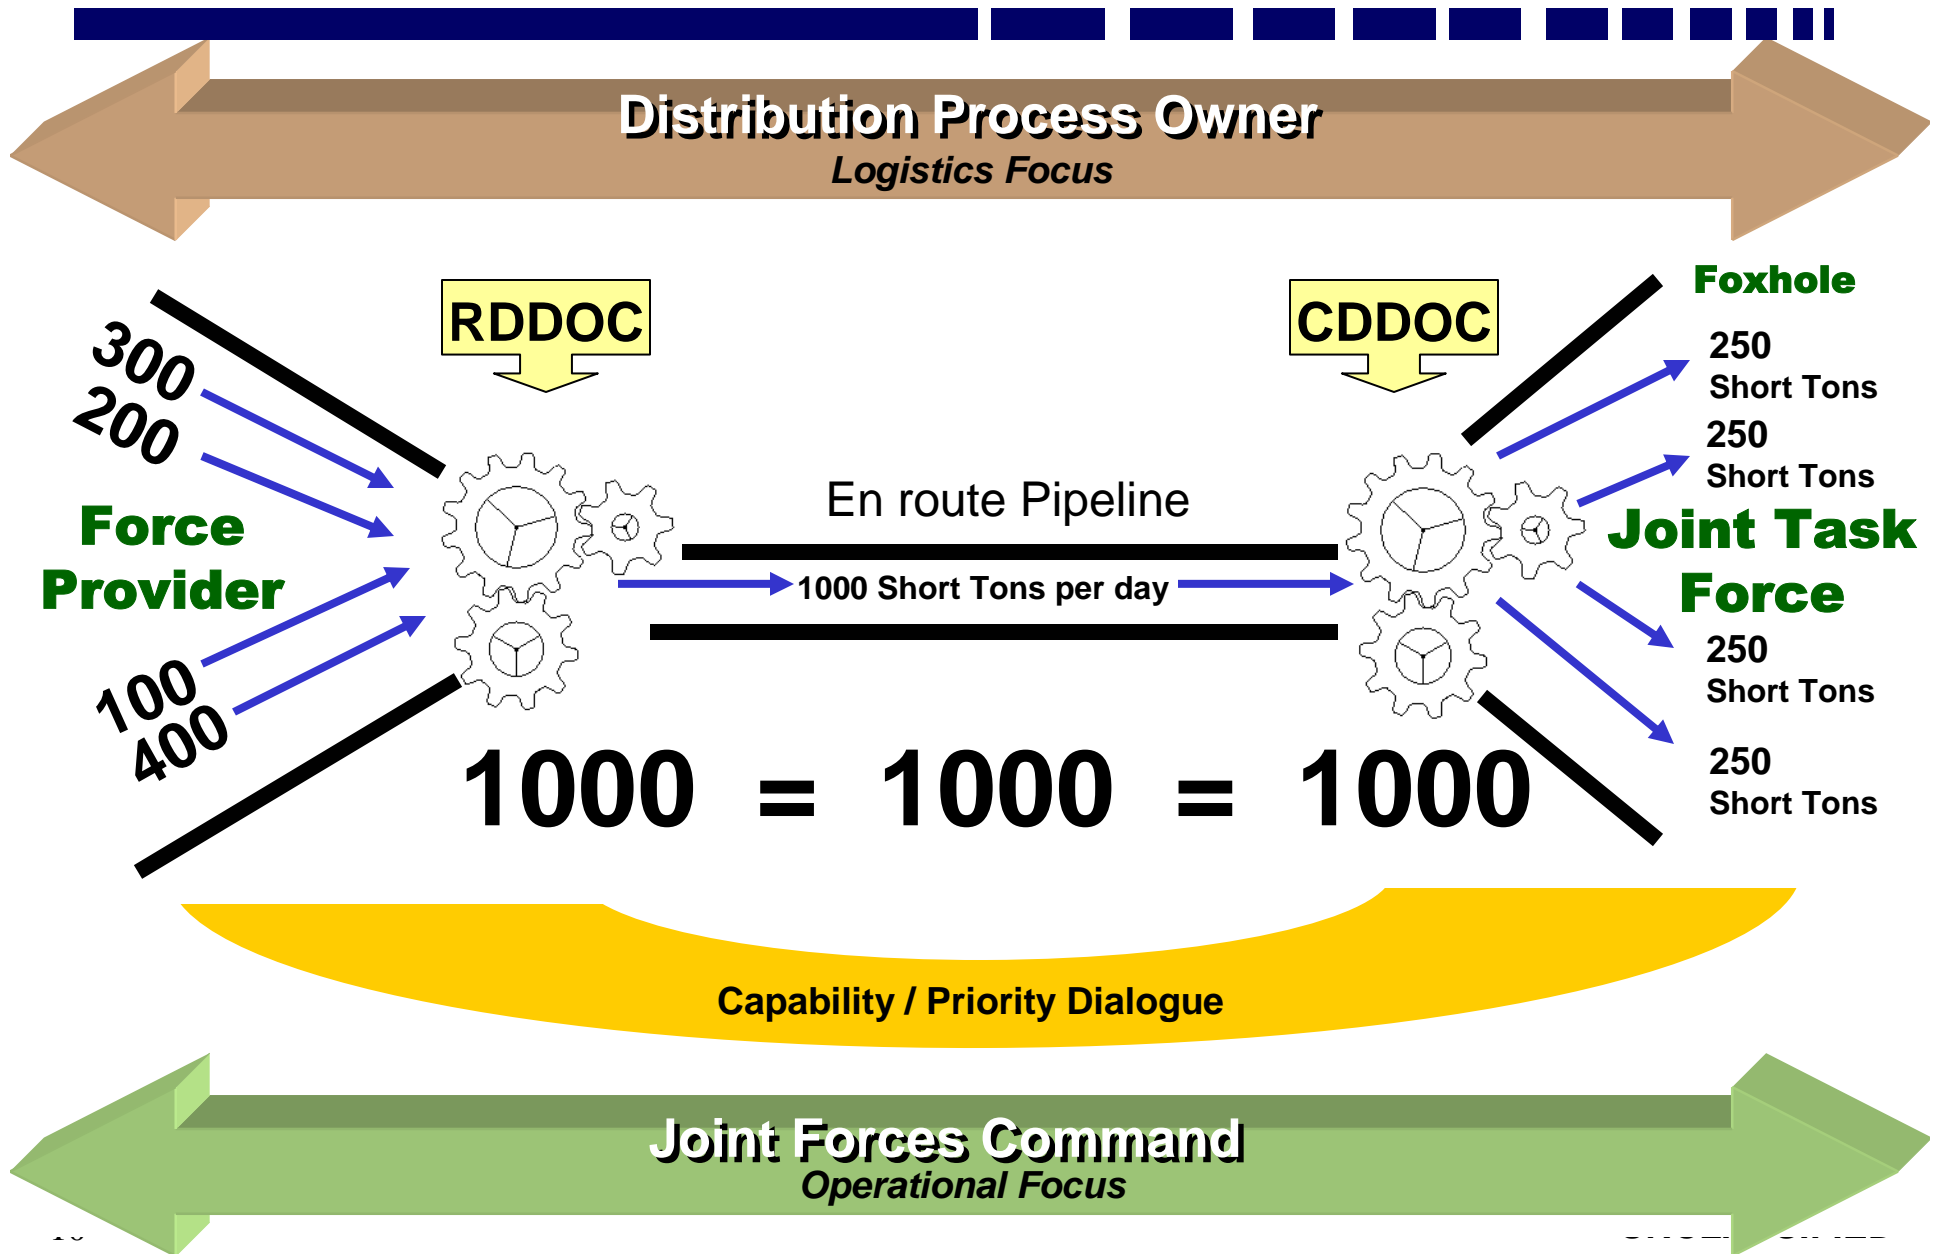 Distribution Process Owner
Logistics Focus
RDDOC
CDDOC
Foxhole
300
200
250
Short Tons
250
Short Tons
Force
Provider
En route Pipeline
1000 Short Tons per day
Joint Task
Force
100
400
250
Short Tons
250
Short Tons
1000 = 1000 = 1000
Capability / Priority Dialogue
Joint Forces Command
Operational Focus